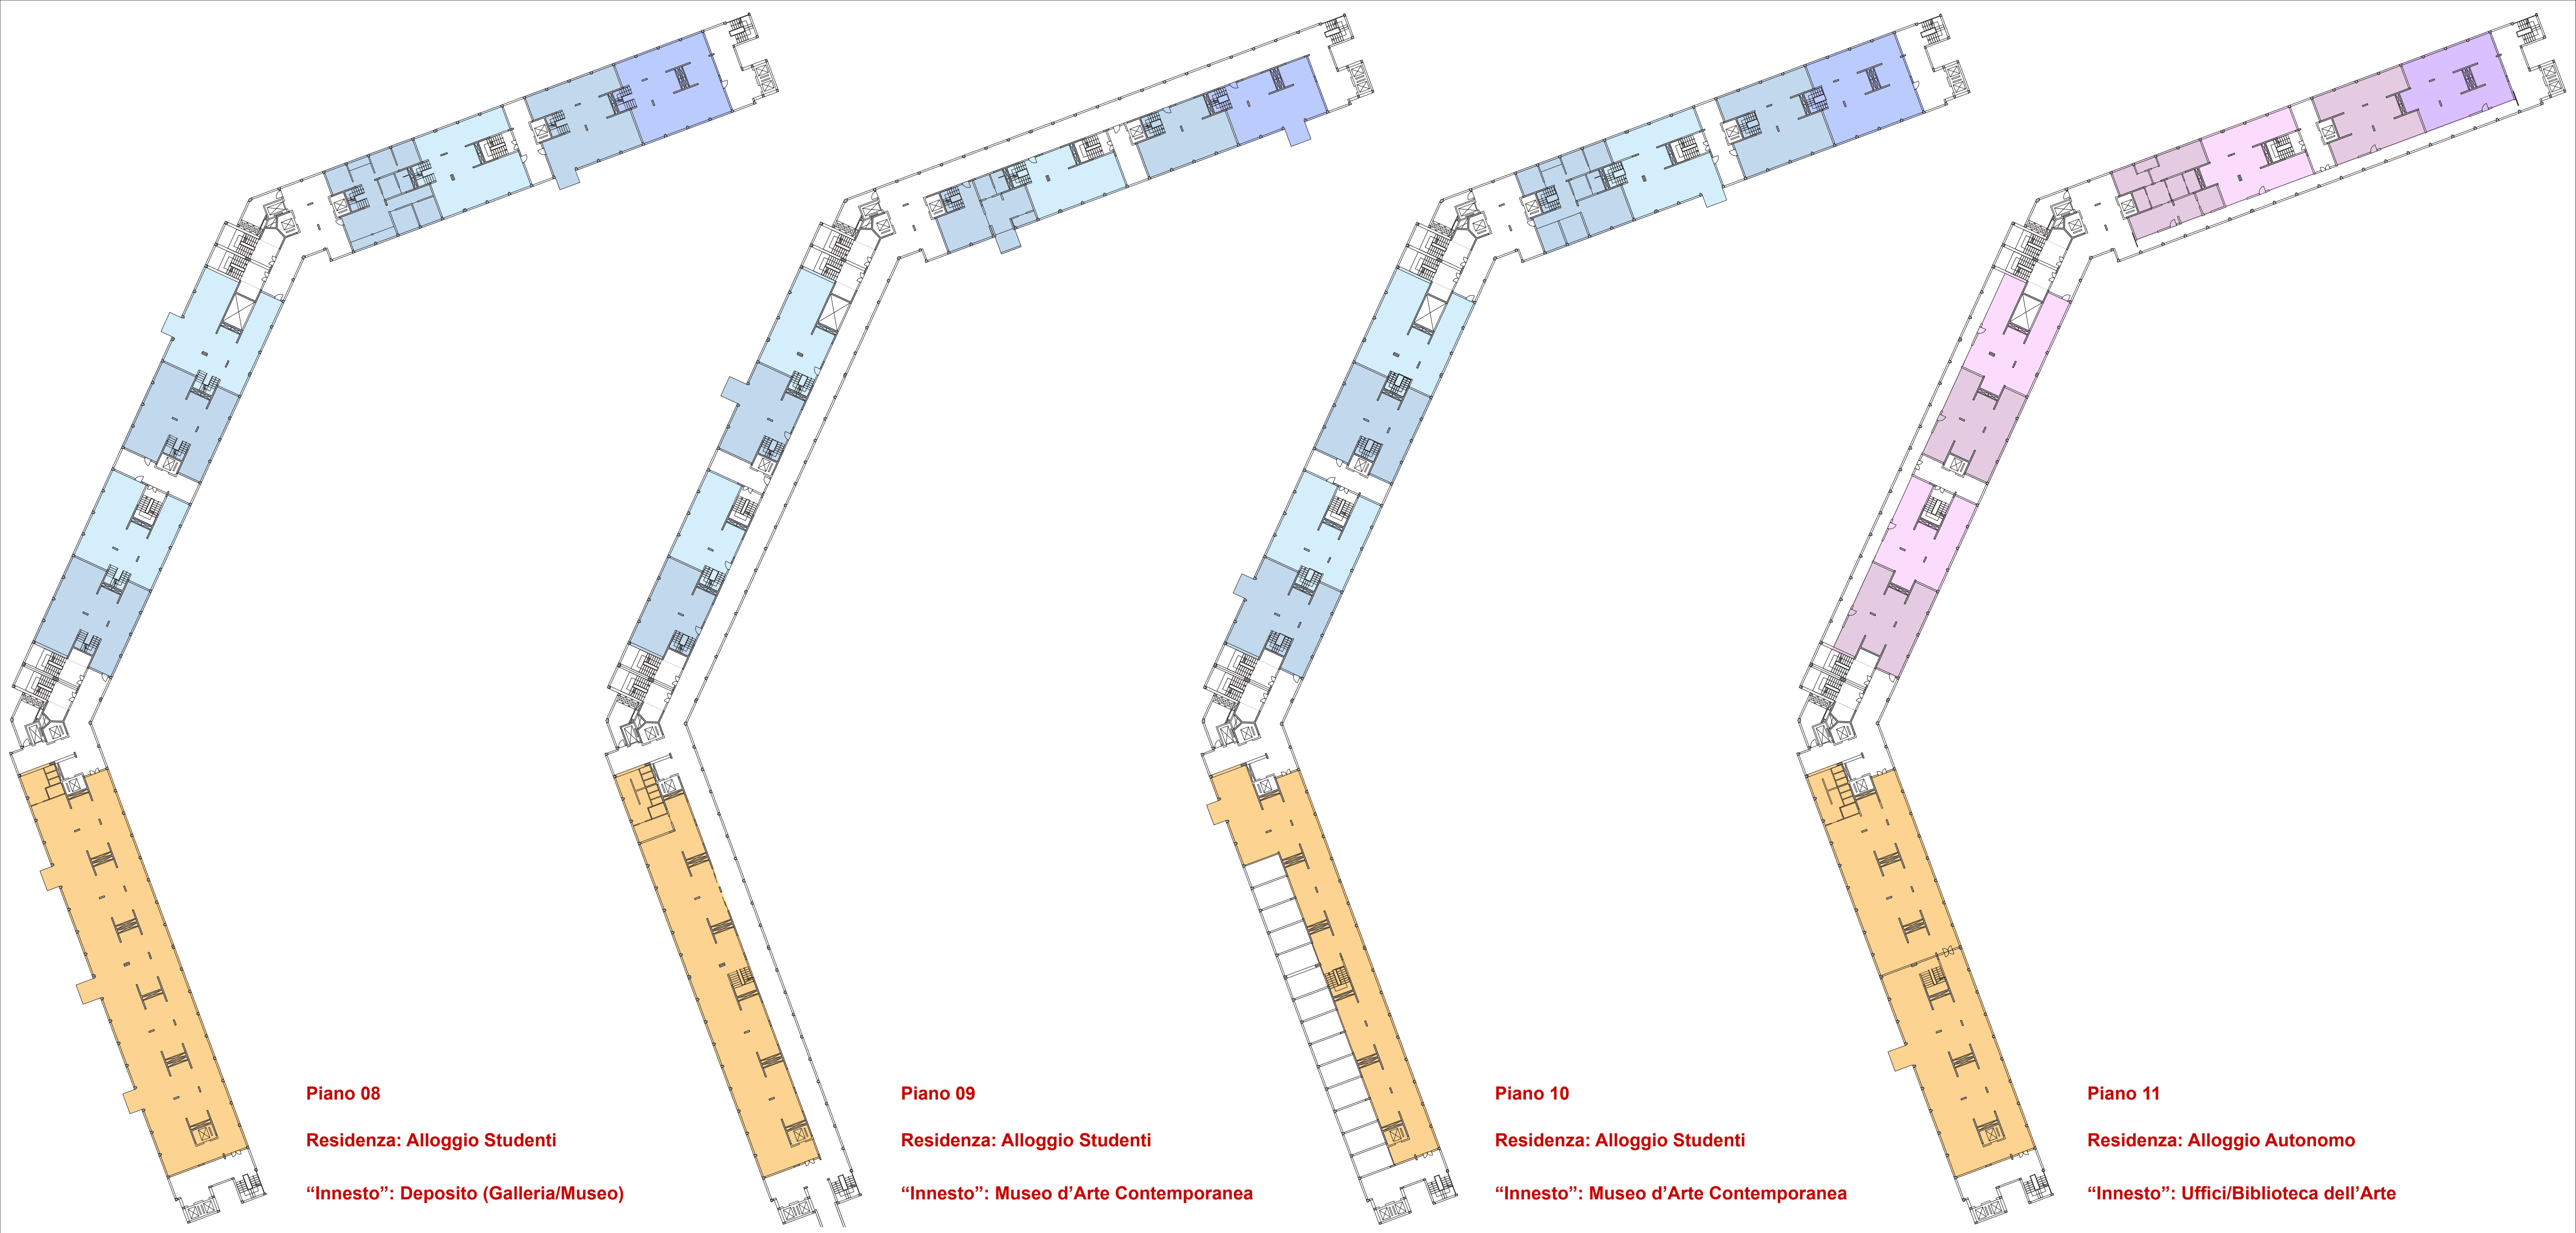 Piano 08
Residenza: Alloggio Studenti
“Innesto”: Deposito (Galleria/Museo)
Piano 09
Residenza: Alloggio Studenti
“Innesto”: Museo d’Arte Contemporanea
Piano 10
Residenza: Alloggio Studenti
“Innesto”: Museo d’Arte Contemporanea
Piano 11
Residenza: Alloggio Autonomo
“Innesto”: Uffici/Biblioteca dell’Arte